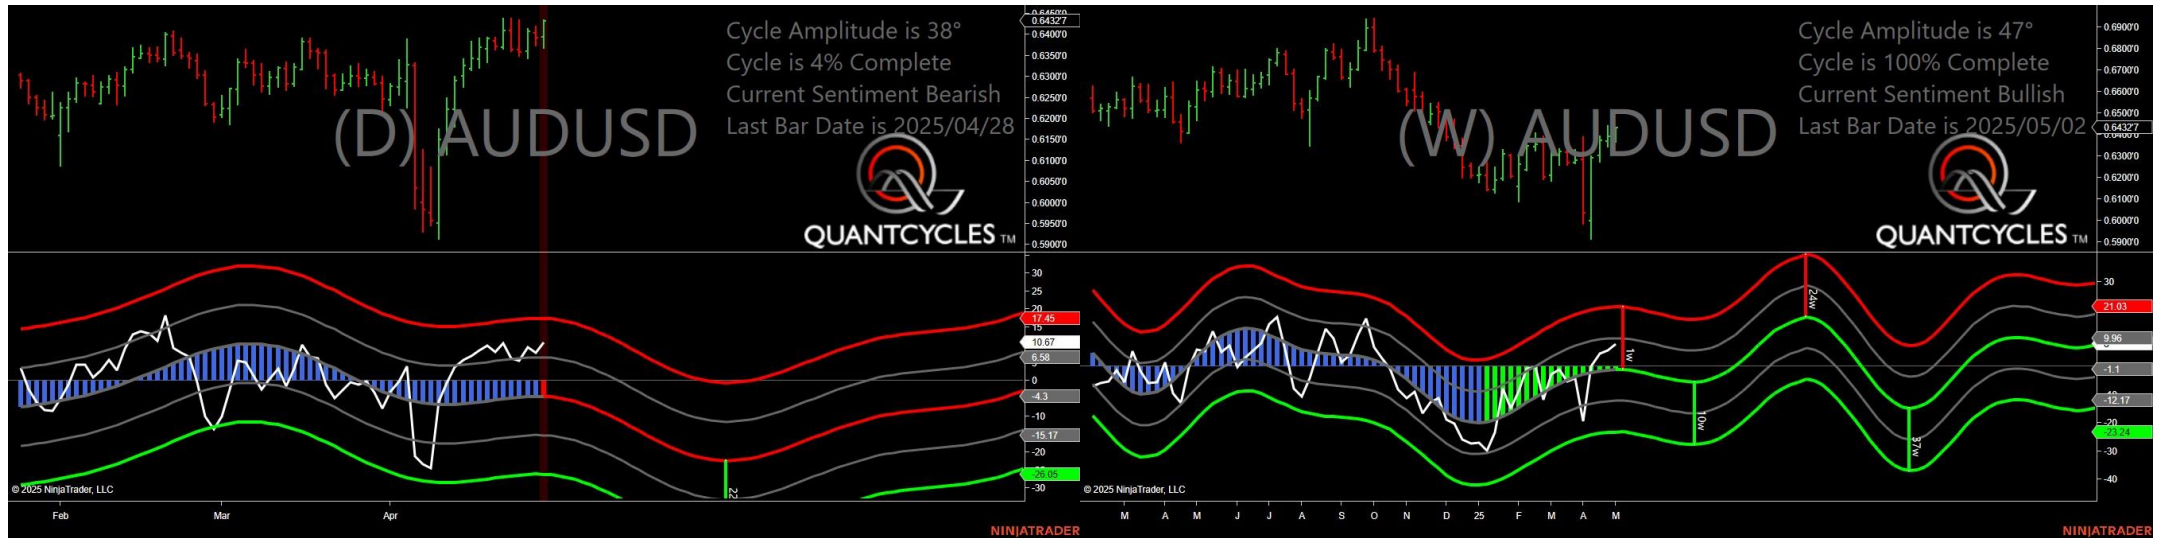 Cycle Amplitude is 38°
Cycle is 4% Complete
Current Sentiment Bearish
Last Bar Date is 2025/04/28
(D) AUDUSD
QUANTCYCLES TM
0.6432'7
0.6400'0
0.6350'0
0.6300'0
0.6250'0
0.6200'0
0.6150'0
0.6100'0
0.6050'0
0.6000'0
0.5950'0
0.5900'0
30
25
20
17.45
15
10.67
6.58
5
0
-4.3
-10
-15.17
-20
-26.05
-30
22
© 2025 NinjaTrader, LLC
Feb Mar Apr
NINJATRADER
Cycle Amplitude is 47°
Cycle is 100% Complete
Current Sentiment Bullish
Last Bar Date is 2025/05/02
(W) AUDUSD
QUANTCYCLES TM
0.6900'0
0.6800'0
0.6700'0
0.6600'0
0.6500'0
0.6432'7
0.6300'0
0.6200'0
0.6100'0
0.6000'0
0.5900'0
30
21.03
9.96
-1.1
-12.17
-20
-23.24
-30
-40
1w
10w
24w
37w
© 2025 NinjaTrader, LLC
M A M J J A S O N D 25 F M A M
NINJATRADER